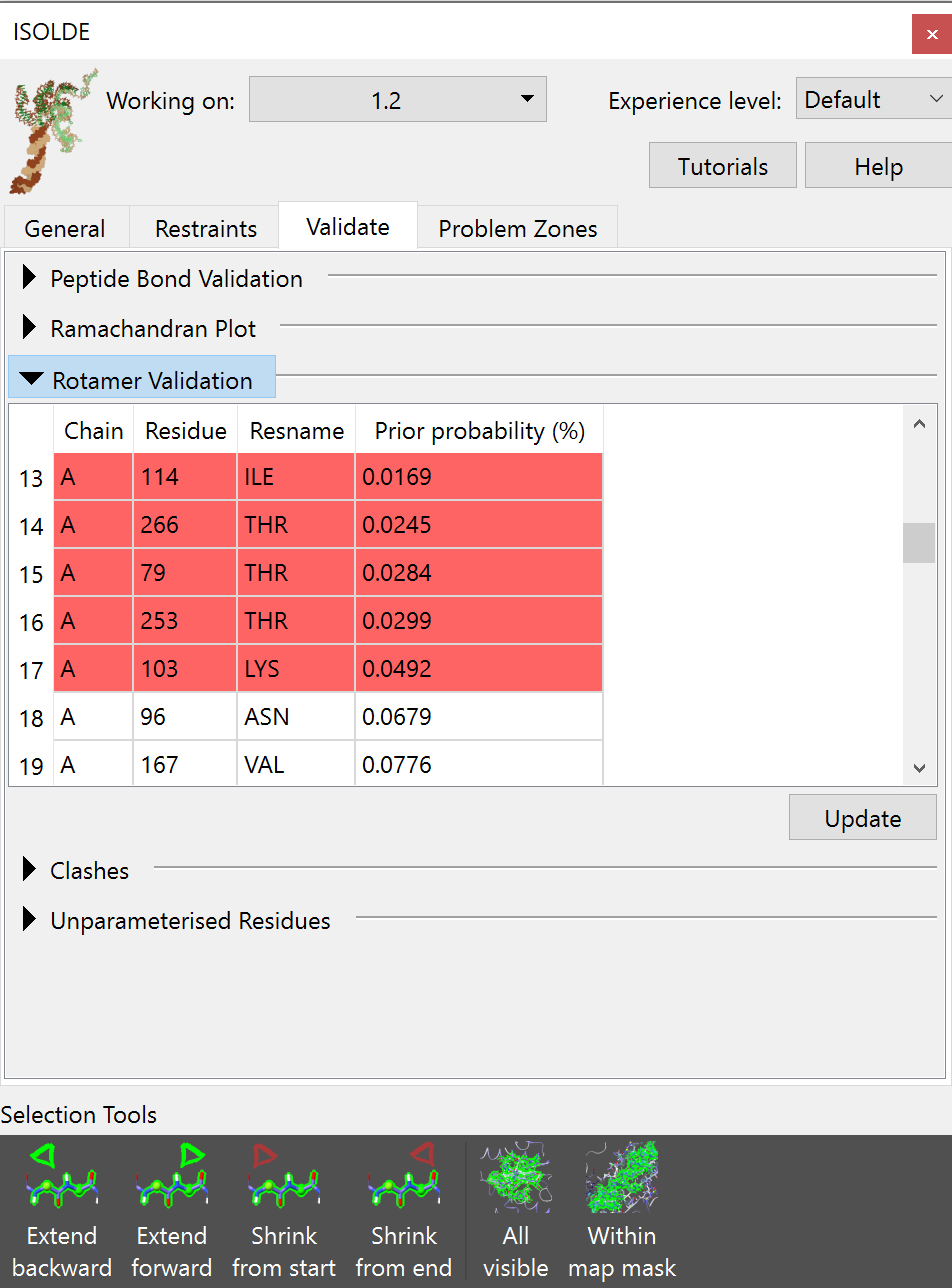 ISOLDE
Working on: 1.2 Experience level: Default
Tutorials Help
General Restraints Validate Problem Zones
Peptide Bond Validation
Ramachandran Plot
Rotamer Validation
Chain Residue Resname Prior probability (%)
13 A 114 ILE 0.0169
14 A 266 THR 0.0245
15 A 79 THR 0.0284
16 A 253 THR 0.0299
17 A 103 LYS 0.0492
18 A 96 ASN 0.0679
19 A 167 VAL 0.0776
Update
Clashes
Unparameterised Residues
Selection Tools
Extend Extend Shrink Shrink All Within
backward forward from start from end visible map mask